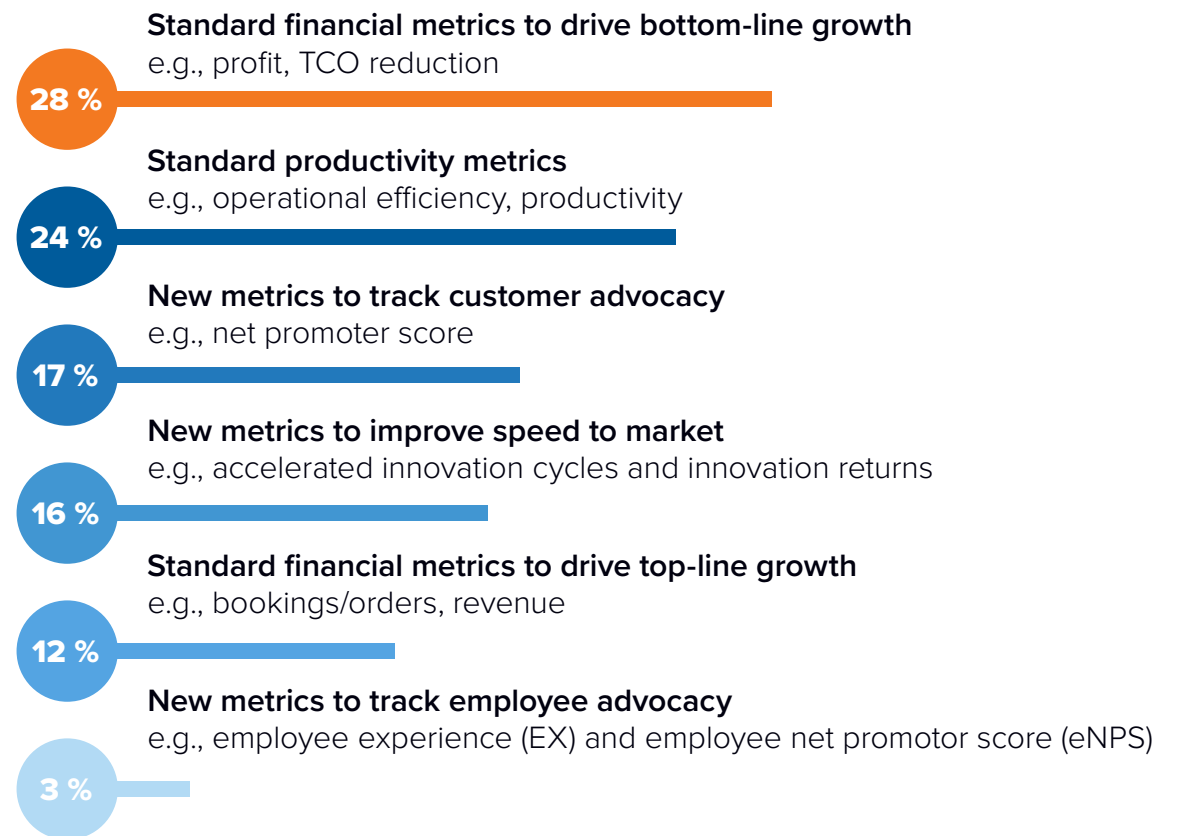 Standard financial metrics to drive bottom-line growth
e.g., profit, TCO reduction
28 %
Standard productivity metrics
e.g., operational efficiency, productivity
24 %
New metrics to track customer advocacy
e.g., net promoter score
17 %
New metrics to improve speed to market
e.g., accelerated innovation cycles and innovation returns
16 %
Standard financial metrics to drive top-line growth
e.g., bookings/orders, revenue
12 %
New metrics to track employee advocacy
e.g., employee experience (EX) and employee net promotor score (eNPS)
3 %